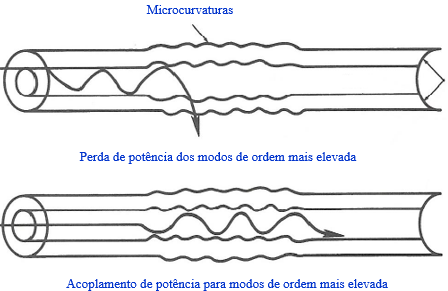 Microcurvaturas
Perda de potência dos modos de ordem mais elevada
Acoplamento de potência para modos de ordem mais elevada